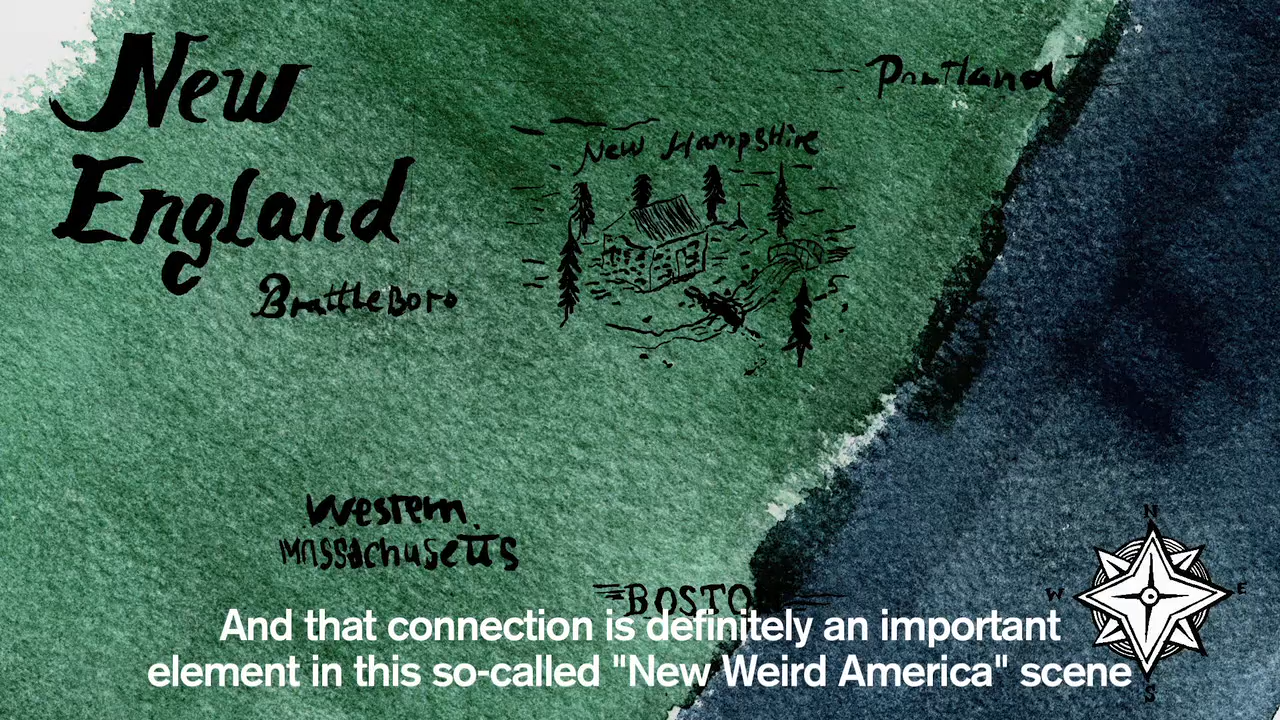 New
England
Portland
New Hampshire
Brattleboro
Western
Massachusetts
BOSTO
N
W
E
S
And that connection is definitely an important
element in this so-called "New Weird America" scene